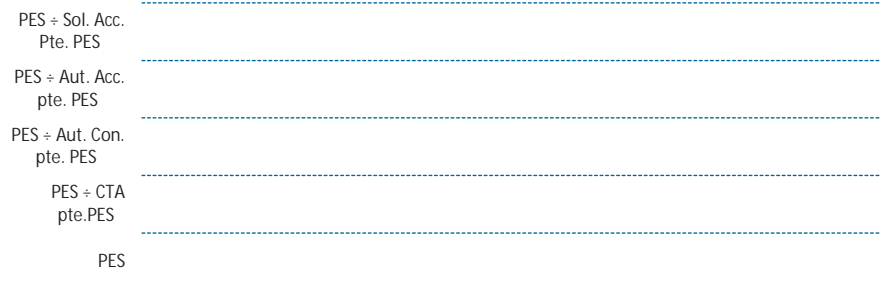 PES ÷ Sol. Acc.
Pte. PES
PES ÷ Aut. Acc.
pte. PES
PES ÷ Aut. Con.
pte. PES
PES ÷ CTA
pte.PES
PES